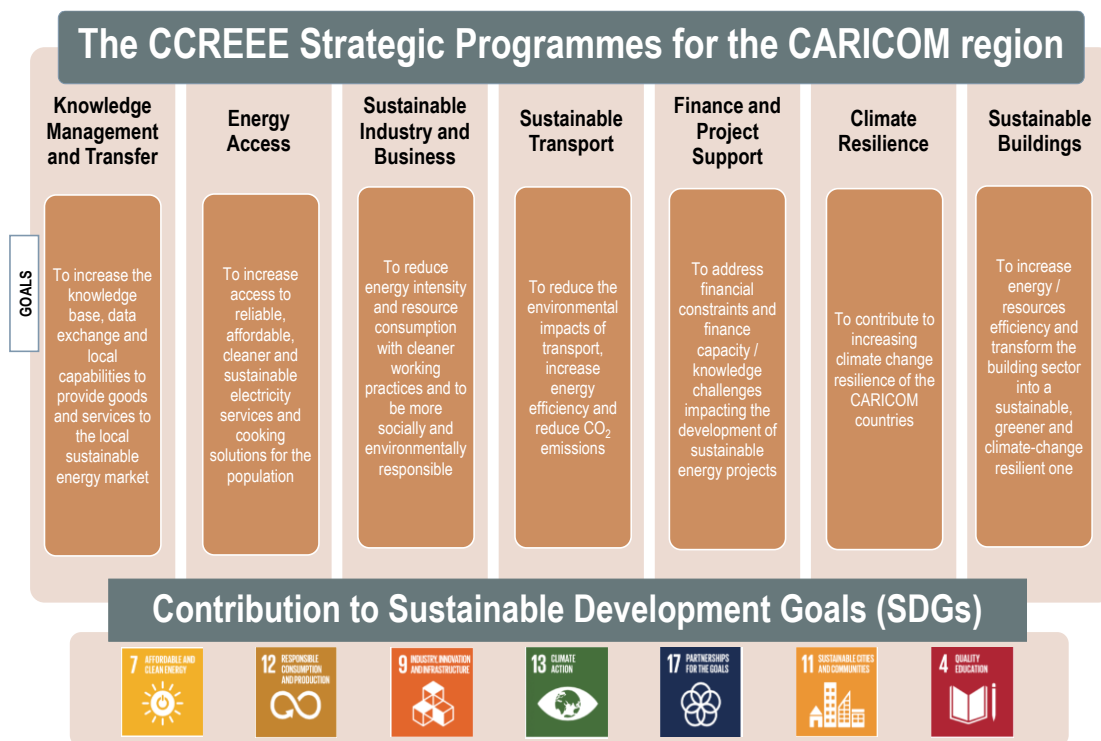 The CCREEE Strategic Programmes for the CARICOM region
Knowledge
Management
and Transfer
Energy
Access
Sustainable
Industry and
Business
Sustainable
Transport
Finance and
Project
Support
Climate
Resilience
Sustainable
Buildings
GOALS
To increase the
knowledge
base, data
exchange and
local
capabilities to
provide goods
and services to
the local
sustainable
energy market
To increase
access to
reliable,
affordable,
cleaner and
sustainable
electricity
services and
cooking
solutions for the
population
To reduce
energy intensity
and resource
consumption
with cleaner
working
practices and to
be more
socially and
environmentally
responsible
To reduce the
environmental
impacts of
transport,
increase
energy
efficiency and
reduce CO₂
emissions
To address
financial
constraints and
finance
capacity /
knowledge
challenges
impacting the
development of
sustainable
energy projects
To contribute to
increasing
climate change
resilience of the
CARICOM
countries
To increase
energy /
resources
efficiency and
transform the
building sector
into a
sustainable,
greener and
climate-change
resilient one
Contribution to Sustainable Development Goals (SDGs)
7 AFFORDABLE AND
CLEAN ENERGY
12 RESPONSIBLE
CONSUMPTION
AND PRODUCTION
9 INDUSTRY, INNOVATION
AND INFRASTRUCTURE
13 CLIMATE
ACTION
17 PARTNERSHIPS
FOR THE GOALS
11 SUSTAINABLE CITIES
AND COMMUNITIES
4 QUALITY
EDUCATION